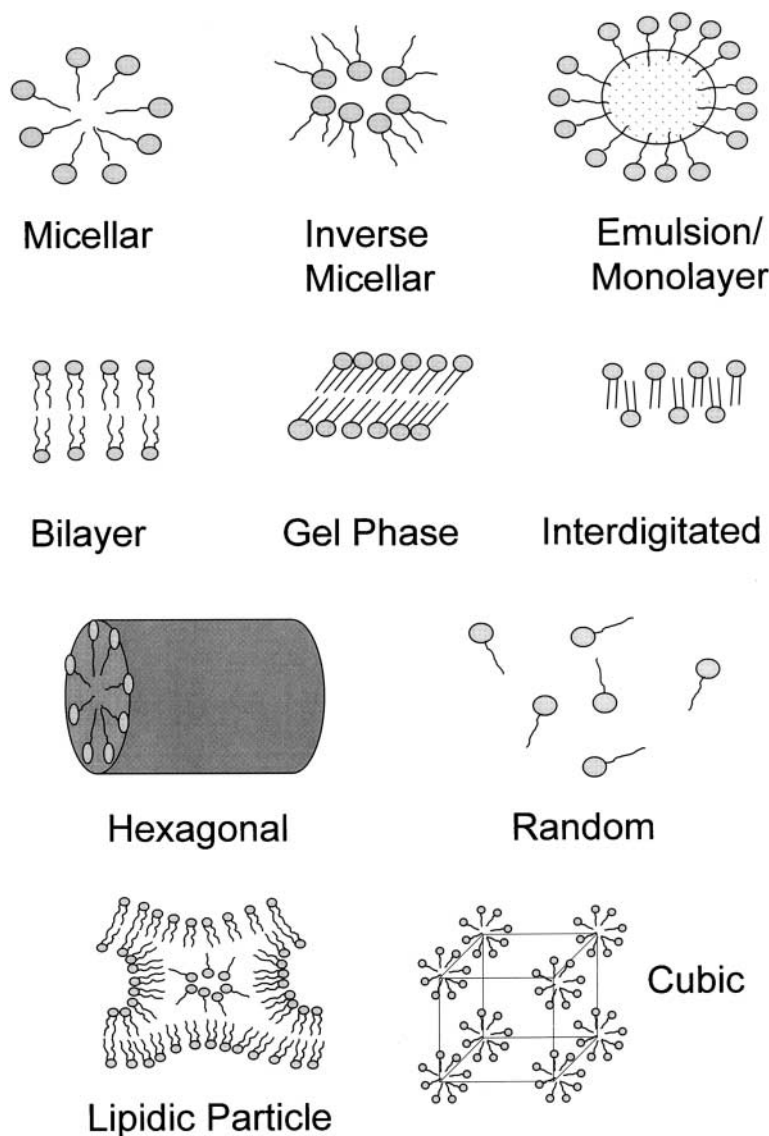 Micellar
Inverse
Micellar
Emulsion/
Monolayer
Bilayer
Gel Phase
Interdigitated
Hexagonal
Random
Lipidic Particle
Cubic